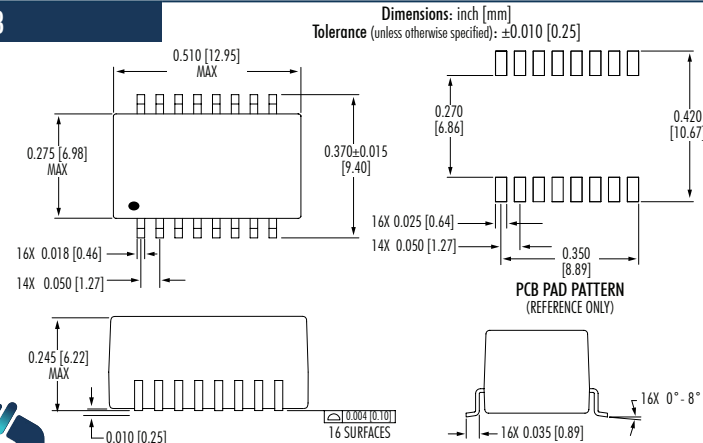 B
Dimensions: inch [mm]
Tolerance (unless otherwise specified): ±0.010 [0.25]
0.510 [12.95]
MAX
0.275 [6.98]
MAX
0.370±0.015
[9.40]
16X 0.018 [0.46]
14X 0.050 [1.27]
0.270
[6.86]
0.420
[10.67]
16X 0.025 [0.64]
14X 0.050 [1.27]
0.350
[8.89]
PCB PAD PATTERN
(REFERENCE ONLY)
0.245 [6.22]
MAX
0.010 [0.25]
0.004 [0.10]
16 SURFACES
16X 0°- 8°
16X 0.035 [0.89]